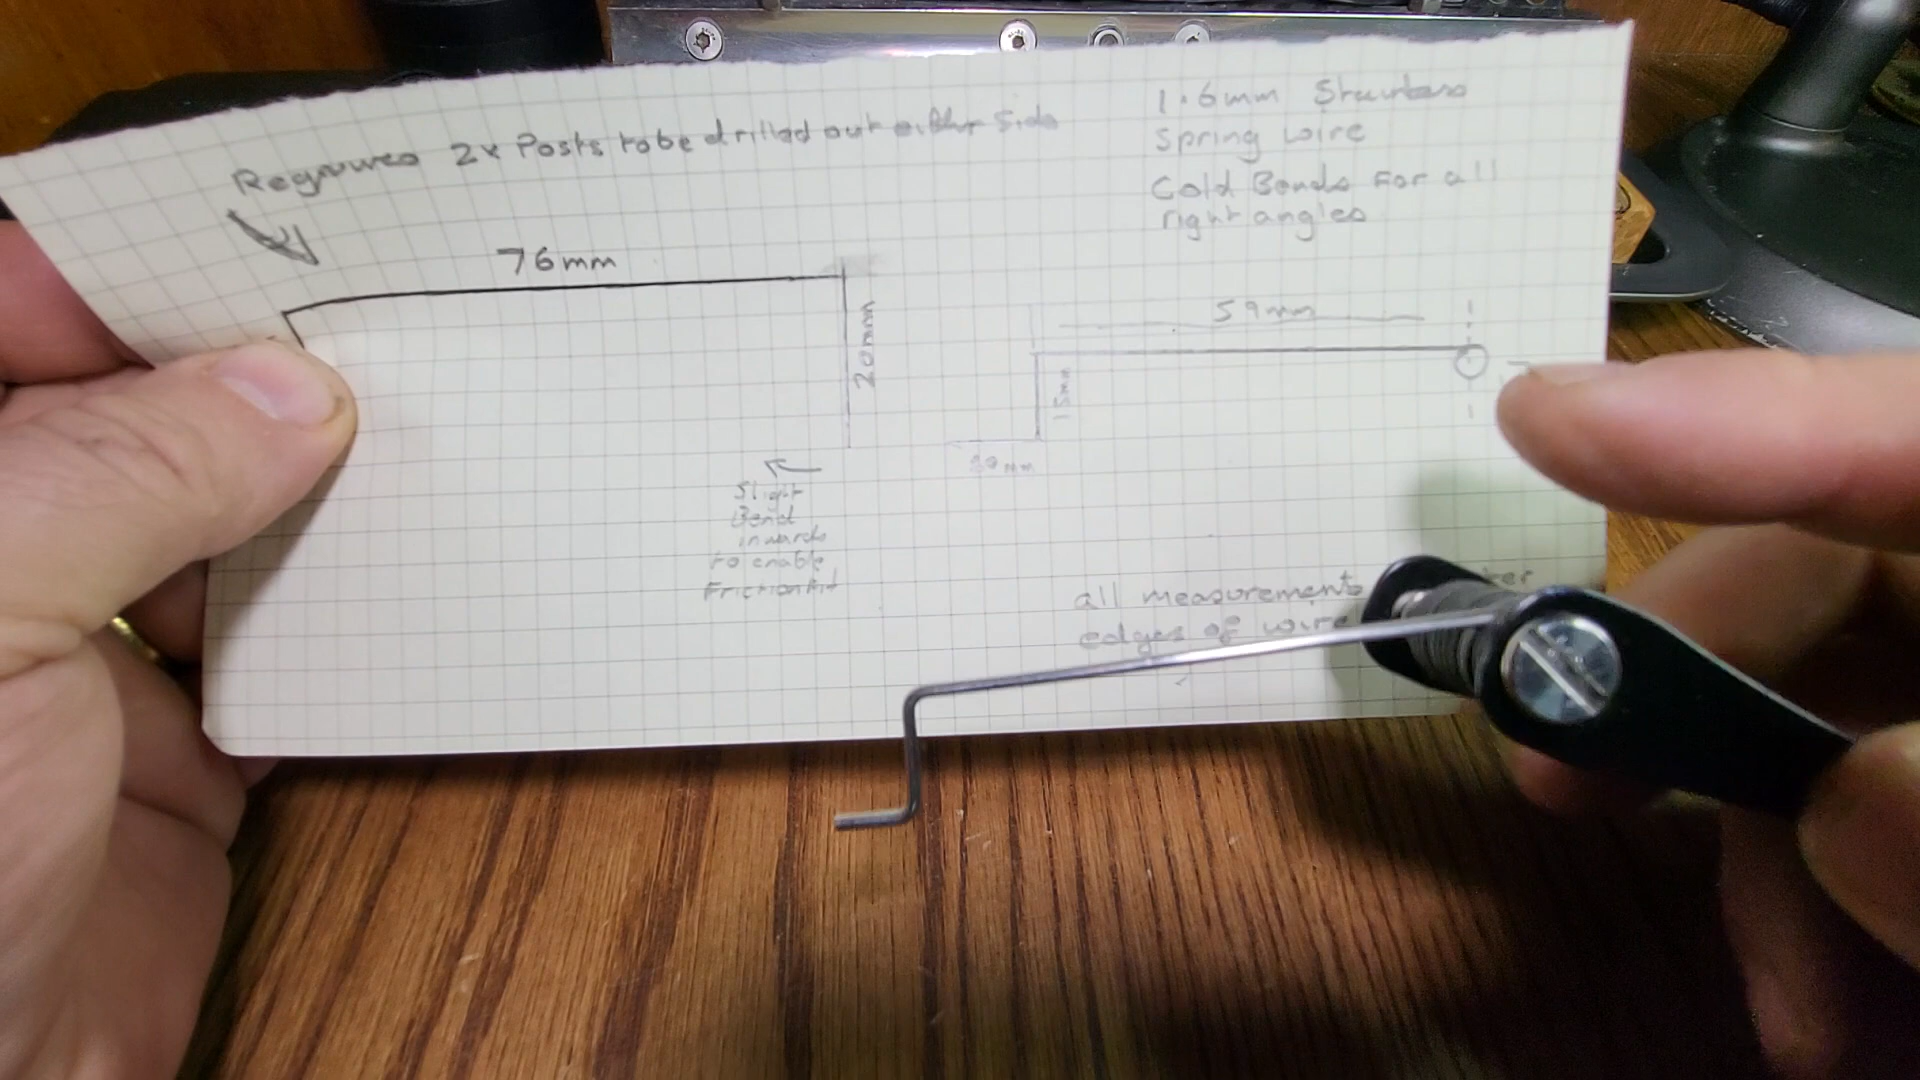 2x Posts to be drilled out either side
1.6mm Stainless
Spring wire
Cold Bends For all
right angles
76mm
20mm
59mm
15mm
Slight
Bend
inwards
to enable
Friction Fit
all measurements
edges of wire